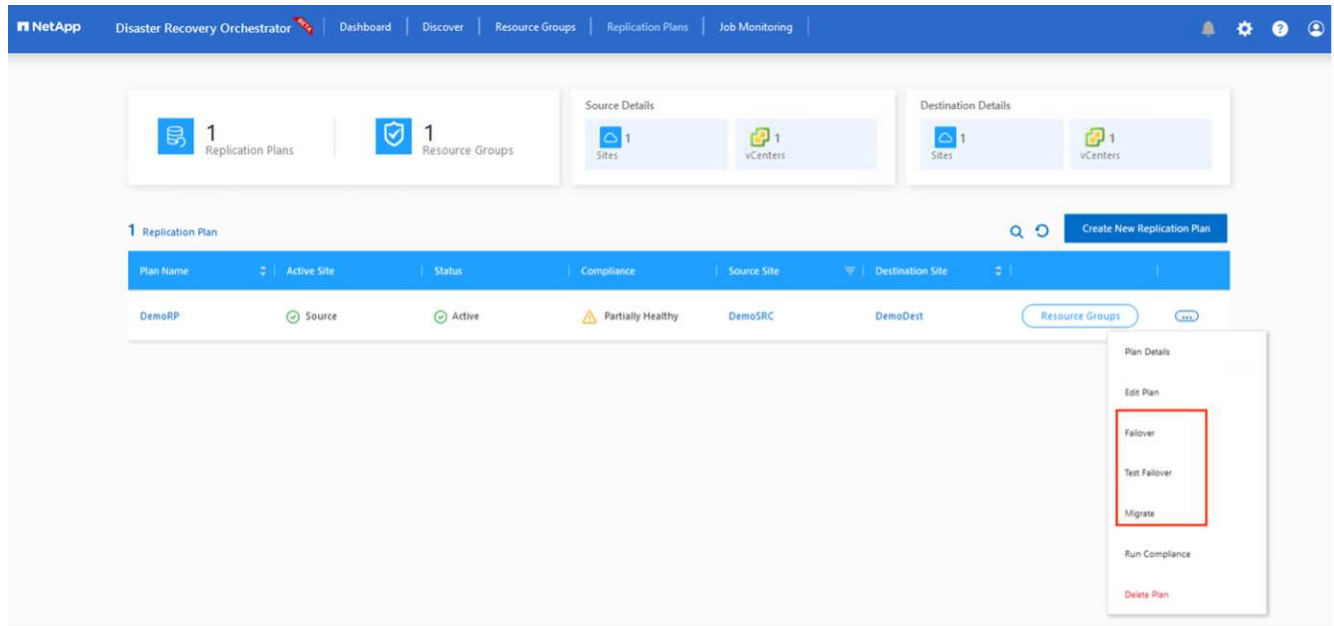 NetApp
Disaster Recovery Orchestrator BETA
Dashboard
Discover
Resource Groups
Replication Plans
Job Monitoring
1
Replication Plans
1
Resource Groups
Source Details
1
Sites
1
vCenters
Destination Details
1
Sites
1
vCenters
1 Replication Plan
Create New Replication Plan
Plan Name
Active Site
Status
Compliance
Source Site
Destination Site
DemoRP
Source
Active
Partially Healthy
DemoSRC
DemoDest
Resource Groups
Plan Details
Edit Plan
Failover
Test Failover
Migrate
Run Compliance
Delete Plan